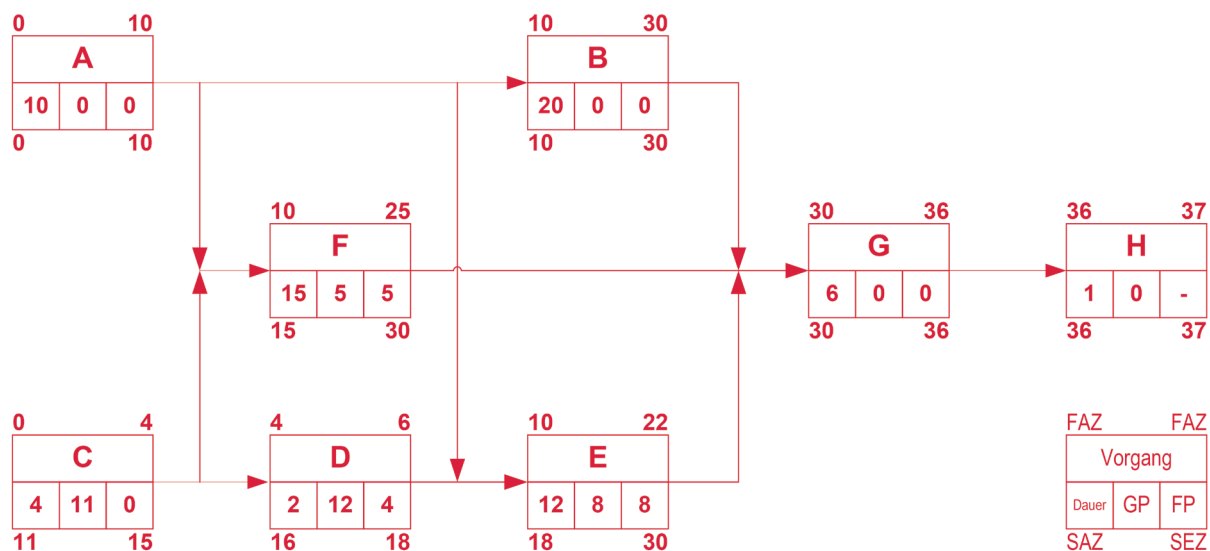 0 10
A
10 0 0
0 10
10 30
B
20 0 0
10 30
10 25
F
15 5 5
15 30
30 36
G
6 0 0
30 36
36 37
H
1 0 -
36 37
0 4
C
4 11 0
11 15
4 6
D
2 12 4
16 18
10 22
E
12 8 8
18 30
FAZ FAZ
Vorgang
Dauer GP FP
SAZ SEZ